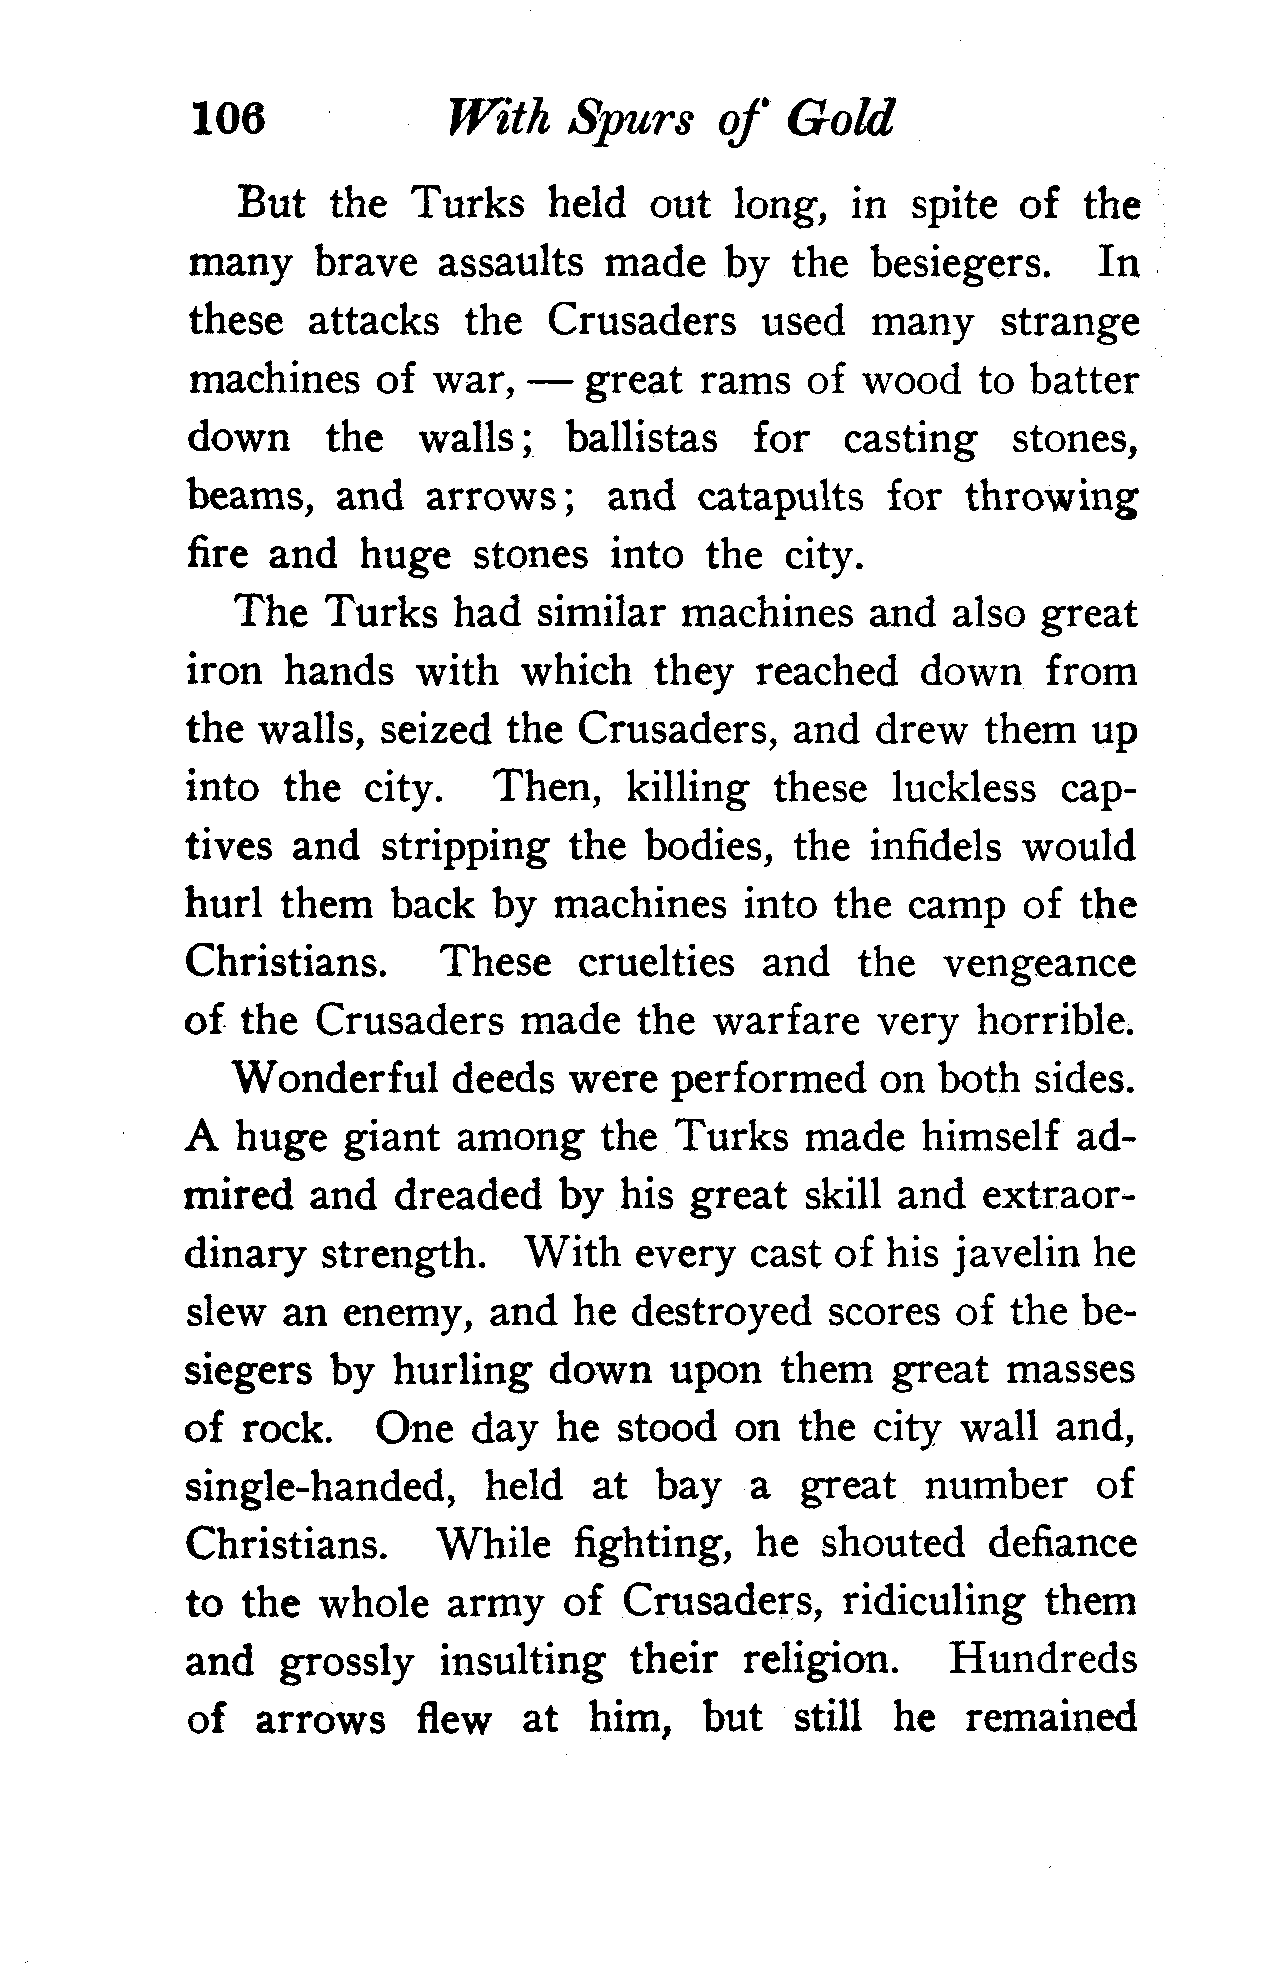 106 With Spurs of Gold
But the Turks held out long, in spite of the
many brave assaults made by the besiegers. In
these attacks the Crusaders used many strange
machines of war, — great rams of wood to batter
down the walls; ballistas for casting stones,
beams, and arrows; and catapults for throwing
fire and huge stones into the city.
The Turks had similar machines and also great
iron hands with which they reached down from
the walls, seized the Crusaders, and drew them up
into the city. Then, killing these luckless cap-
tives and stripping the bodies, the infidels would
hurl them back by machines into the camp of the
Christians. These cruelties and the vengeance
of the Crusaders made the warfare very horrible.
Wonderful deeds were performed on both sides.
A huge giant among the Turks made himself ad-
mired and dreaded by his great skill and extraor-
dinary strength. With every cast of his javelin he
slew an enemy, and he destroyed scores of the be-
siegers by hurling down upon them great masses
of rock. One day he stood on the city wall and,
single-handed, held at bay a great number of
Christians. While fighting, he shouted defiance
to the whole army of Crusaders, ridiculing them
and grossly insulting their religion. Hundreds
of arrows flew at him, but still he remained